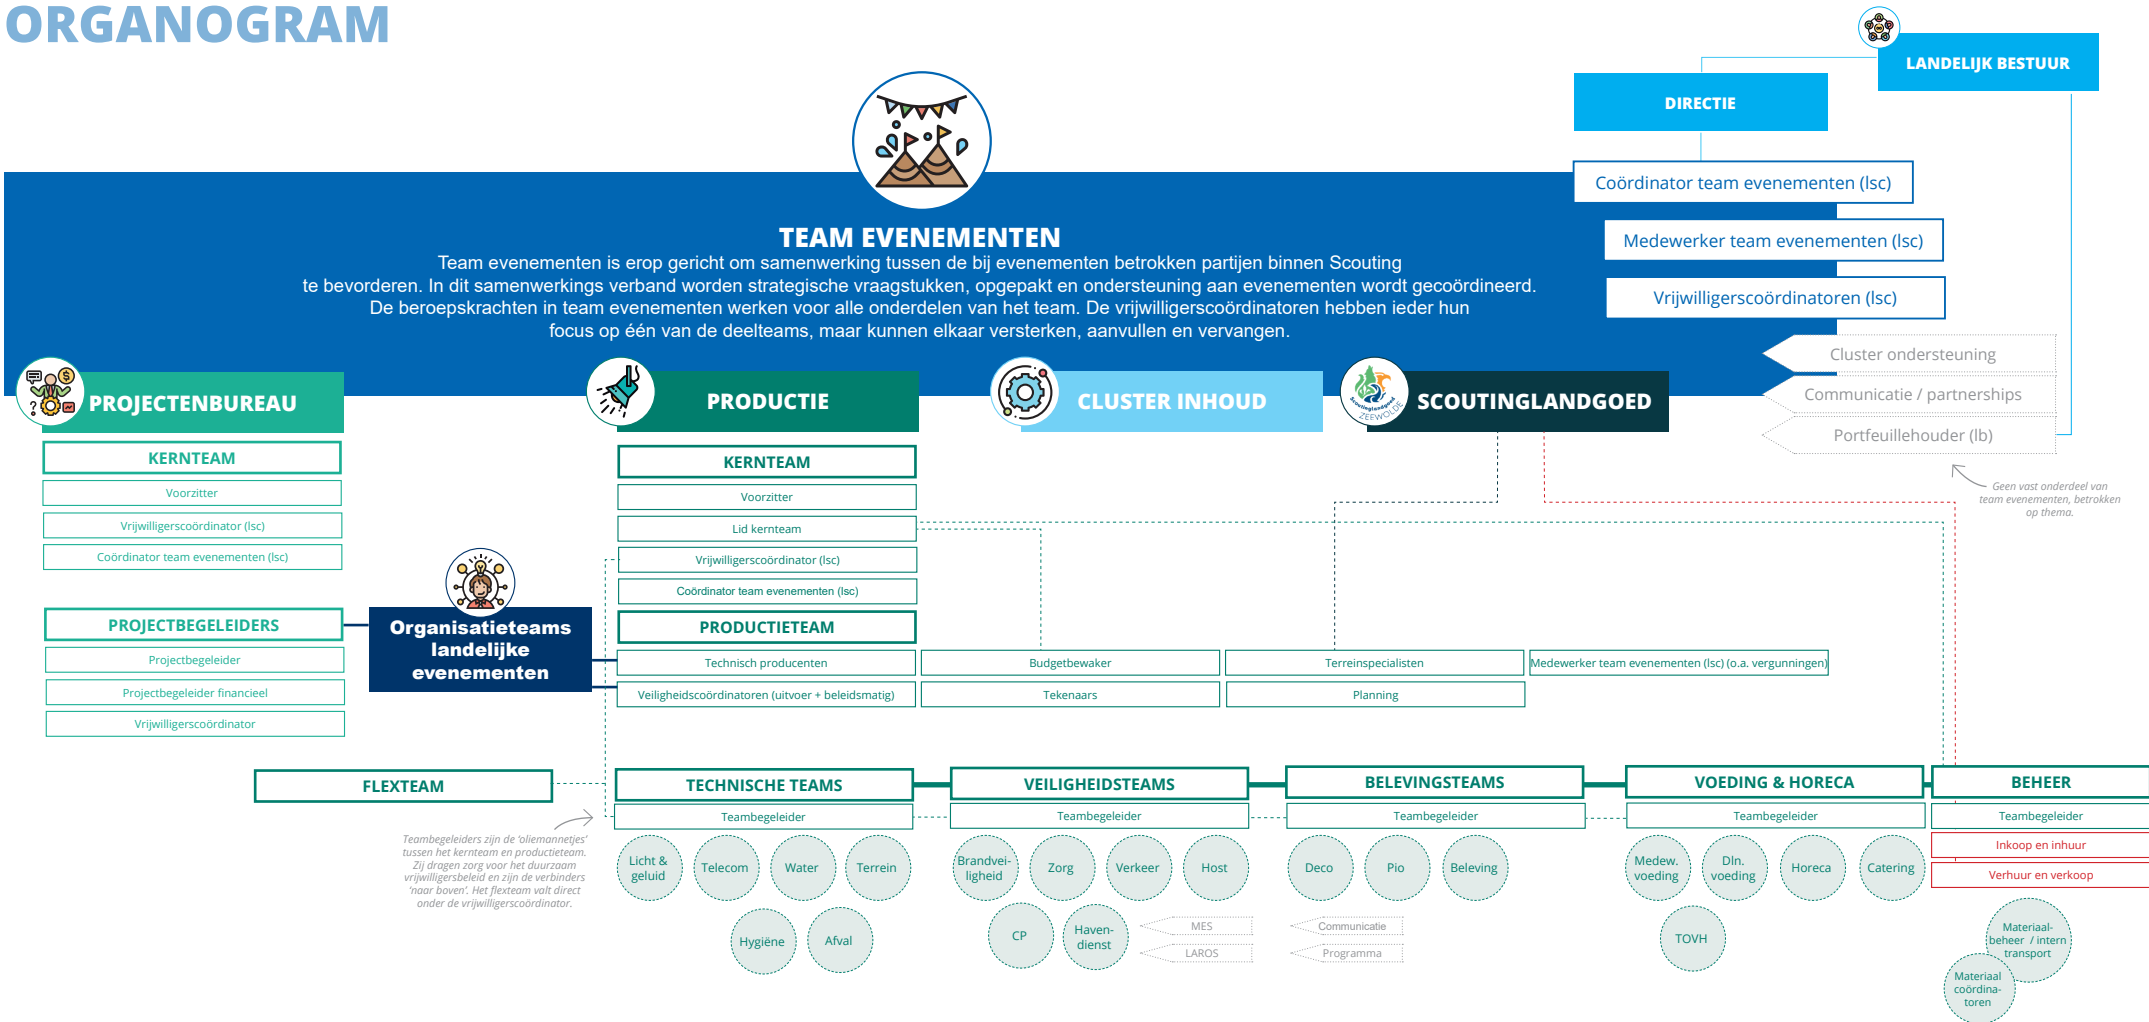 ORGANOGRAM
LANDELIJK BESTUUR
DIRECTIE
Coördinator team evenementen (lsc)
Medewerker team evenementen (lsc)
Vrijwilligerscoördinatoren (lsc)
Cluster ondersteuning
Communicatie / partnerships
Portfeuillehouder (lb)
Geen vast onderdeel van
team evenementen, betrokken
op thema.
TEAM EVENEMENTEN
Team evenementen is erop gericht om samenwerking tussen de bij evenementen betrokken partijen binnen Scouting
te bevorderen. In dit samenwerkings verband worden strategische vraagstukken, opgepakt en ondersteuning aan evenementen wordt gecoördineerd.
De beroepskrachten in team evenementen werken voor alle onderdelen van het team. De vrijwilligerscoördinatoren hebben ieder hun
focus op één van de deelteams, maar kunnen elkaar versterken, aanvullen en vervangen.
PROJECTENBUREAU
KERNTEAM
Voorzitter
Vrijwilligerscoördinator (lsc)
Coördinator team evenementen (lsc)
PROJECTBEGELEIDERS
Projectbegeleider
Projectbegeleider financieel
Vrijwilligerscoördinator
Organisatieteams
landelijke
evenementen
PRODUCTIE
KERNTEAM
Voorzitter
Lid kernteam
Vrijwilligerscoördinator (lsc)
Coördinator team evenementen (lsc)
PRODUCTIETEAM
Technisch producenten
Budgetbewaker
Terreinspecialisten
Medewerker team evenementen (lsc) (o.a. vergunningen)
Veiligheidscoördinatoren (uitvoer + beleidsmatig)
Tekenaars
Planning
CLUSTER INHOUD
Scoutinglandgoed
ZEEWOLDE
SCOUTINGLANDGOED
FLEXTEAM
Teambegeleiders zijn de 'oliemannetjes'
tussen het kernteam en productieteam.
Zij dragen zorg voor het duurzaam
vrijwilligersbeleid en zijn de verbinders
'naar boven'. Het flexteam valt direct
onder de vrijwilligerscoördinator.
TECHNISCHE TEAMS
Teambegeleider
Licht &
geluid
Telecom
Water
Terrein
Hygiëne
Afval
VEILIGHEIDSTEAMS
Teambegeleider
Brandvei-
ligheid
Zorg
Verkeer
Host
CP
Haven-
dienst
MES
LAROS
BELEVINGSTEAMS
Teambegeleider
Deco
Pio
Beleving
Communicatie
Programma
VOEDING & HORECA
Teambegeleider
Medew.
voeding
Dln.
voeding
Horeca
Catering
TOVH
BEHEER
Teambegeleider
Inkoop en inhuur
Verhuur en verkoop
Materiaal-
beheer / intern
transport
Materiaal
coördina-
toren